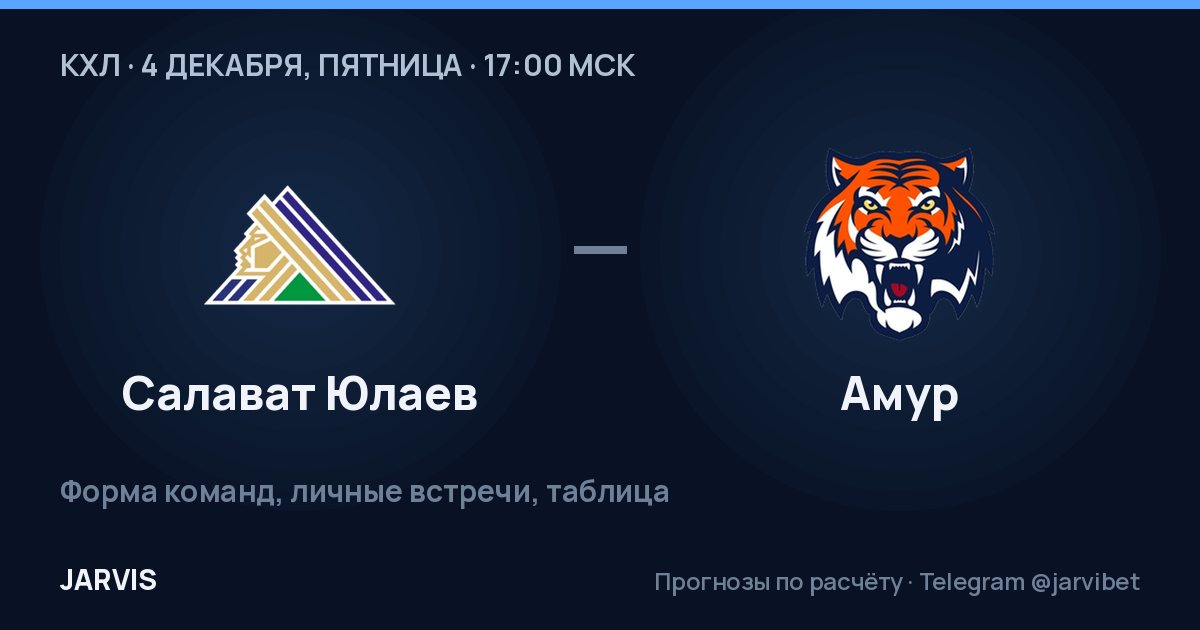 КХЛ · 4 ДЕКАБРЯ, ПЯТНИЦА · 17:00 МСК
—
Салават Юлаев
Амур
Форма команд, личные встречи, таблица
JARVIS
Прогнозы по расчёту · Telegram @jarvibet